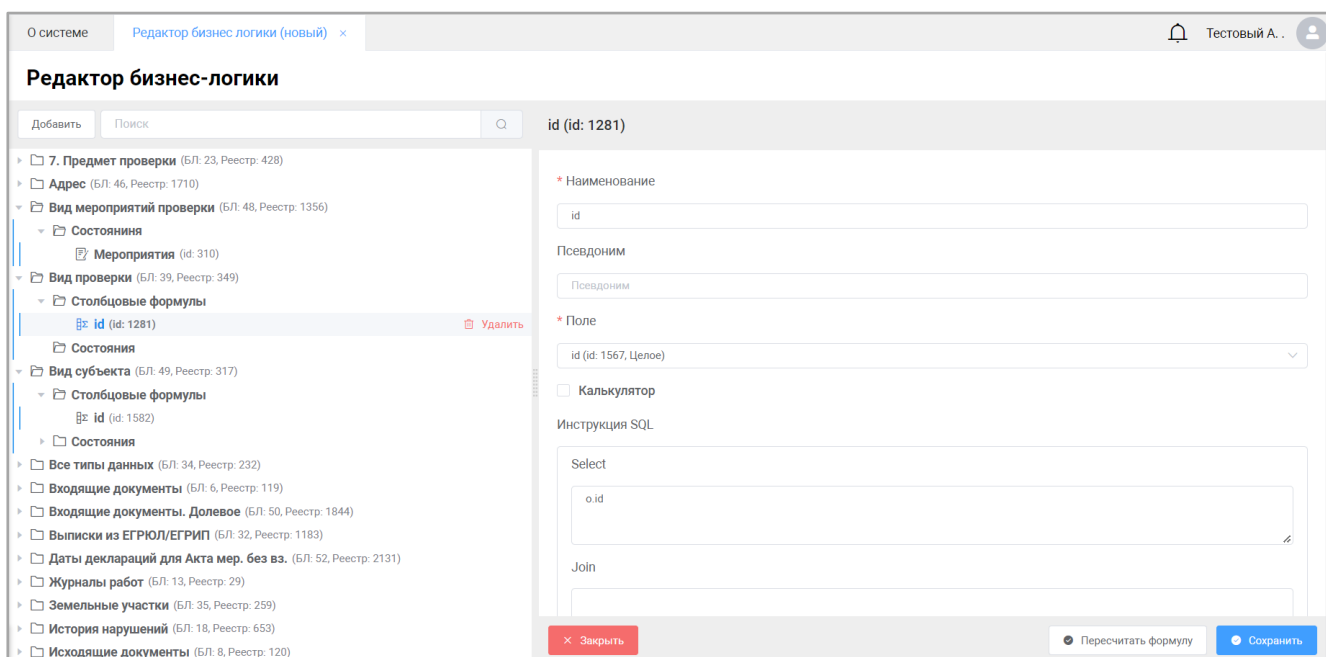 О системе
Редактор бизнес логики (новый) ×
Тестовый А. .
Редактор бизнес-логики
Добавить
Поиск
id (id: 1281)
7. Предмет проверки (БЛ: 23, Реестр: 428)
Адрес (БЛ: 46, Реестр: 1710)
Вид мероприятий проверки (БЛ: 48, Реестр: 1356)
Состояниня
Мероприятия (id: 310)
Вид проверки (БЛ: 39, Реестр: 349)
Столбцовые формулы
id (id: 1281)
Удалить
Состояния
Вид субъекта (БЛ: 49, Реестр: 317)
Столбцовые формулы
id (id: 1582)
Состояния
Все типы данных (БЛ: 34, Реестр: 232)
Входящие документы (БЛ: 6, Реестр: 119)
Входящие документы. Долевое (БЛ: 50, Реестр: 1844)
Выписки из ЕГРЮЛ/ЕГРИП (БЛ: 32, Реестр: 1183)
Даты деклараций для Акта мер. без вз. (БЛ: 52, Реестр: 2131)
Журналы работ (БЛ: 13, Реестр: 29)
Земельные участки (БЛ: 35, Реестр: 259)
История нарушений (БЛ: 18, Реестр: 653)
Исходящие документы (БЛ: 8, Реестр: 120)
* Наименование
id
Псевдоним
Псевдоним
* Поле
id (id: 1567, Целое)
Калькулятор
Инструкция SQL
Select
o.id
Join
× Закрыть
Пересчитать формулу
Сохранить